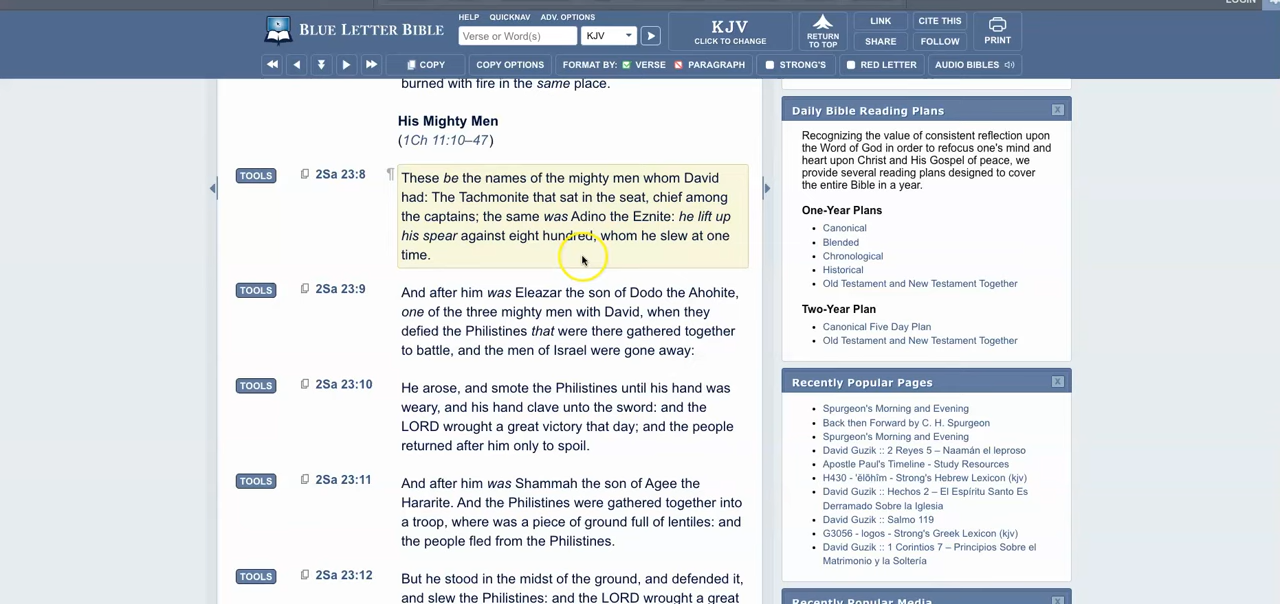 LOGIN
BLUE LETTER BIBLE
HELP QUICKNAV ADV. OPTIONS
Verse or Word(s)
KJV
KJV
CLICK TO CHANGE
RETURN
TO TOP
LINK
SHARE
CITE THIS
FOLLOW
PRINT
COPY
COPY OPTIONS
FORMAT BY: VERSE PARAGRAPH
STRONG'S
RED LETTER
AUDIO BIBLES
burned with fire in the same place.
His Mighty Men
(1Ch 11:10–47)
TOOLS 2Sa 23:8 ¶ These be the names of the mighty men whom David
had: The Tachmonite that sat in the seat, chief among
the captains; the same was Adino the Eznite: he lift up
his spear against eight hundred, whom he slew at one
time.
TOOLS 2Sa 23:9 And after him was Eleazar the son of Dodo the Ahohite,
one of the three mighty men with David, when they
defied the Philistines that were there gathered together
to battle, and the men of Israel were gone away:
TOOLS 2Sa 23:10 He arose, and smote the Philistines until his hand was
weary, and his hand clave unto the sword: and the
LORD wrought a great victory that day; and the people
returned after him only to spoil.
TOOLS 2Sa 23:11 And after him was Shammah the son of Agee the
Hararite. And the Philistines were gathered together into
a troop, where was a piece of ground full of lentiles: and
the people fled from the Philistines.
TOOLS 2Sa 23:12 But he stood in the midst of the ground, and defended it,
and slew the Philistines: and the LORD wrought a great
Daily Bible Reading Plans X
Recognizing the value of consistent reflection upon
the Word of God in order to refocus one's mind and
heart upon Christ and His Gospel of peace, we
provide several reading plans designed to cover
the entire Bible in a year.
One-Year Plans
• Canonical
• Blended
• Chronological
• Historical
• Old Testament and New Testament Together
Two-Year Plan
• Canonical Five Day Plan
• Old Testament and New Testament Together
Recently Popular Pages X
• Spurgeon's Morning and Evening
• Back then Forward by C. H. Spurgeon
• Spurgeon's Morning and Evening
• David Guzik :: 2 Reyes 5 – Naamán el leproso
• Apostle Paul's Timeline - Study Resources
• H430 - 'ĕlōhîm - Strong's Hebrew Lexicon (kjv)
• David Guzik :: Hechos 2 – El Espíritu Santo Es
Derramado Sobre la Iglesia
• David Guzik :: Salmo 119
• G3056 - logos - Strong's Greek Lexicon (kjv)
• David Guzik :: 1 Corintios 7 – Principios Sobre el
Matrimonio y la Soltería
Recently Popular Media X